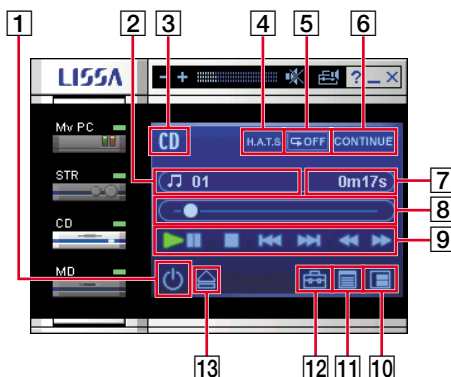 1 2 3 4 5 6
LISSA - + ? _ ×
My PC
CD H.A.T.S OFF CONTINUE
STR
01 0m17s 7
8
CD
9
MD
13 12 11 10